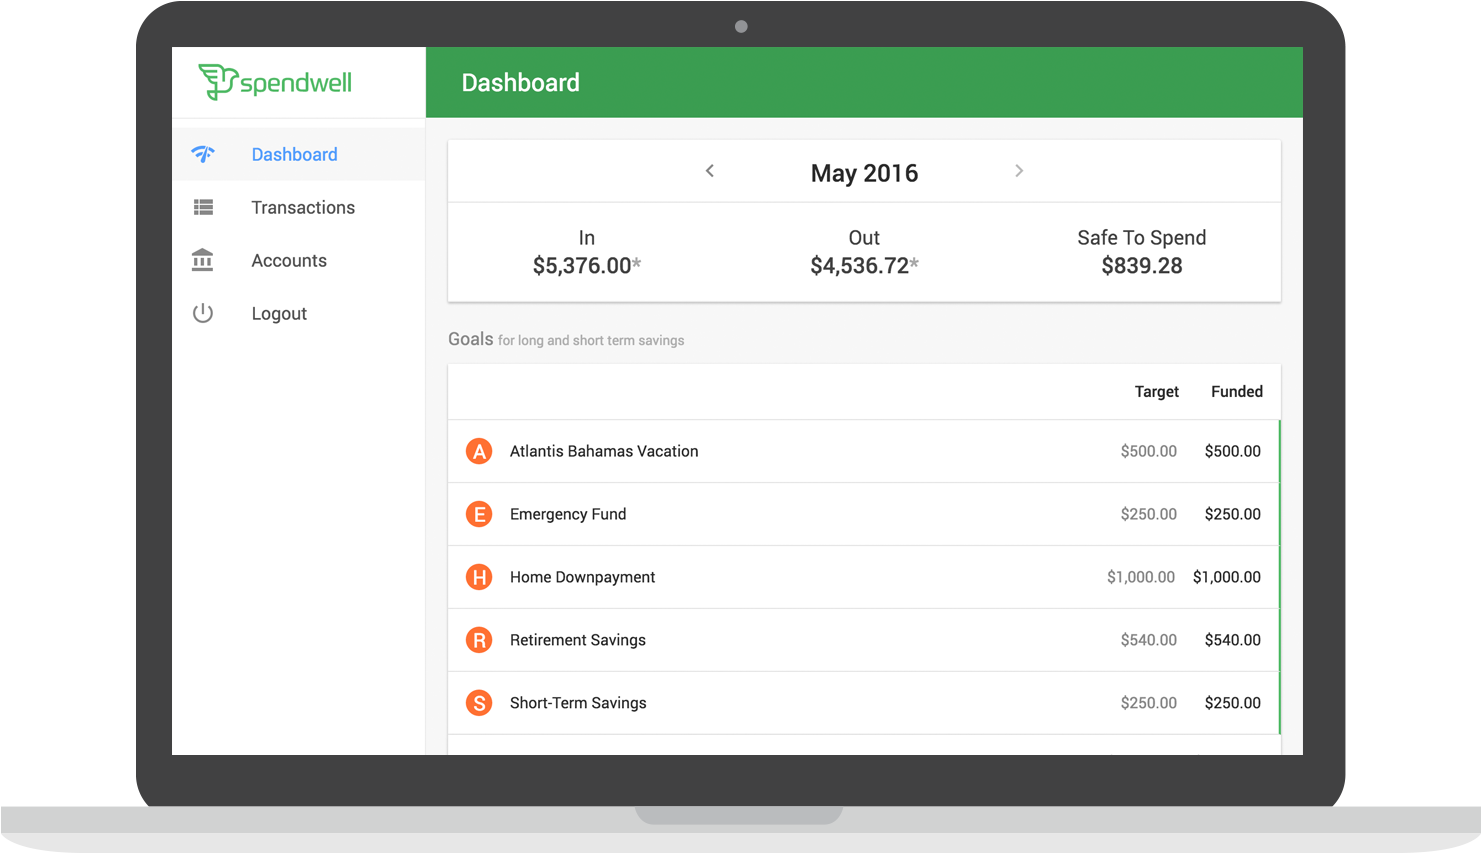 spendwell
Dashboard
Dashboard
Transactions
Accounts
Logout
May 2016
In Out Safe To Spend
$5,376.00* $4,536.72* $839.28
Goals for long and short term savings
Target Funded
A Atlantis Bahamas Vacation $500.00 $500.00
E Emergency Fund $250.00 $250.00
H Home Downpayment $1,000.00 $1,000.00
R Retirement Savings $540.00 $540.00
S Short-Term Savings $250.00 $250.00